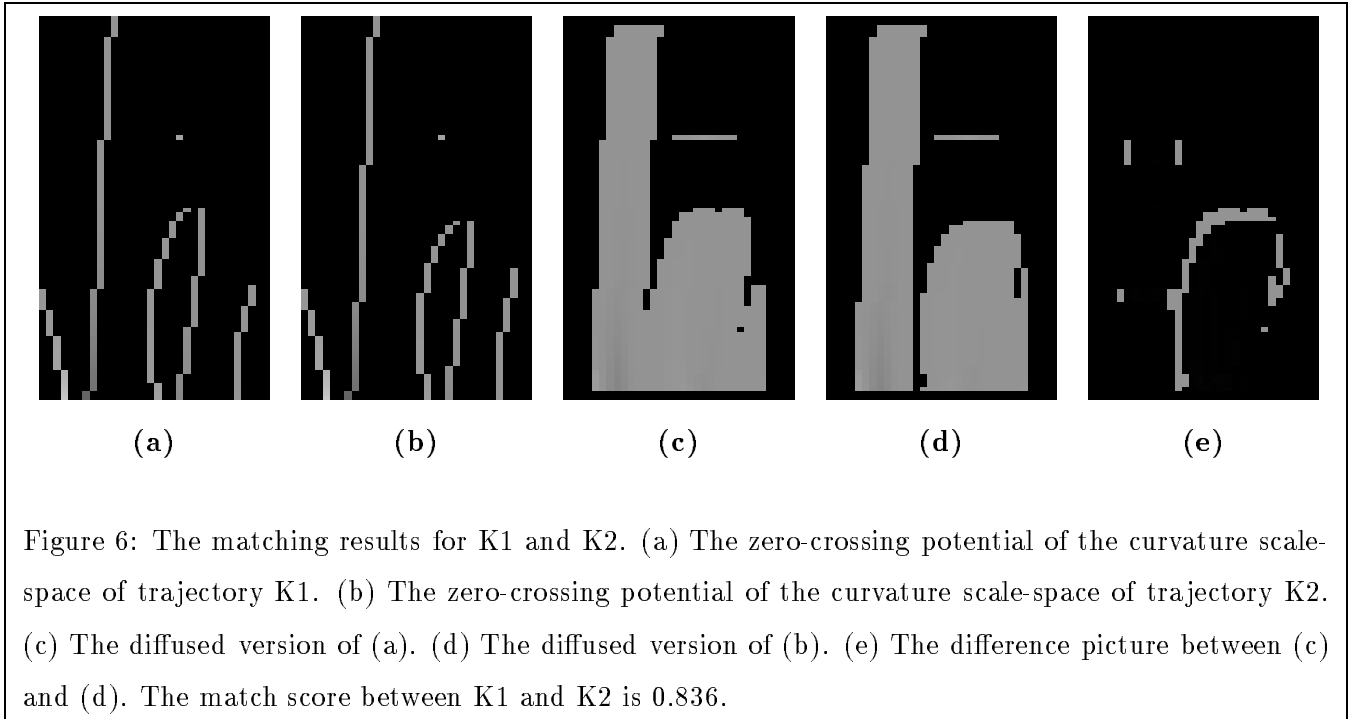 (a) (b) (c) (d) (e)
Figure 6: The matching results for K1 and K2. (a) The zero-crossing potential of the curvature scale-
space of trajectory K1. (b) The zero-crossing potential of the curvature scale-space of trajectory K2.
(c) The diffused version of (a). (d) The diffused version of (b). (e) The difference picture between (c)
and (d). The match score between K1 and K2 is 0.836.